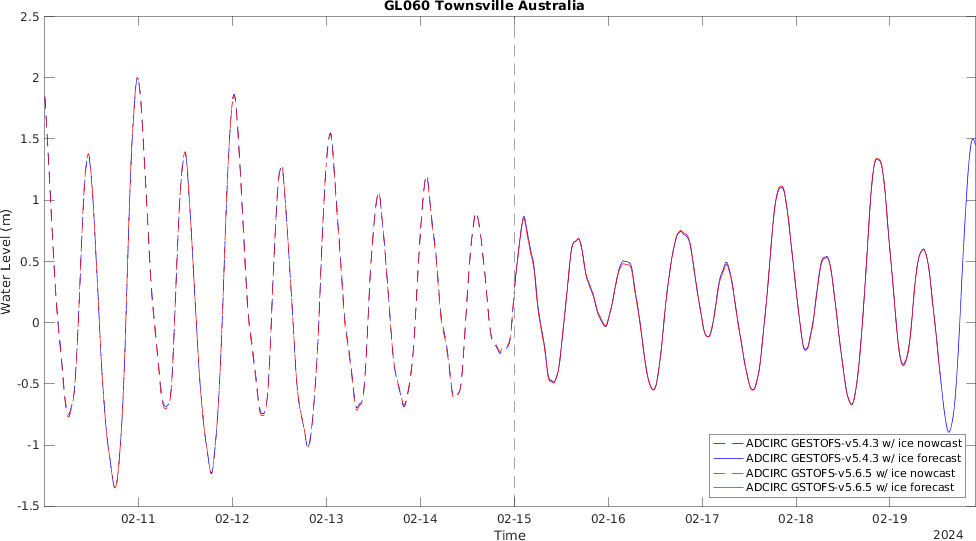 GL060 Townsville Australia
2.5
2
1.5
1
0.5
0
-0.5
-1
-1.5
Water Level (m)
ADCIRC GESTOFS-v5.4.3 w/ ice nowcast
ADCIRC GESTOFS-v5.4.3 w/ ice forecast
ADCIRC GSTOFS-v5.6.5 w/ ice nowcast
ADCIRC GSTOFS-v5.6.5 w/ ice forecast
02-11 02-12 02-13 02-14 02-15 02-16 02-17 02-18 02-19
Time
2024